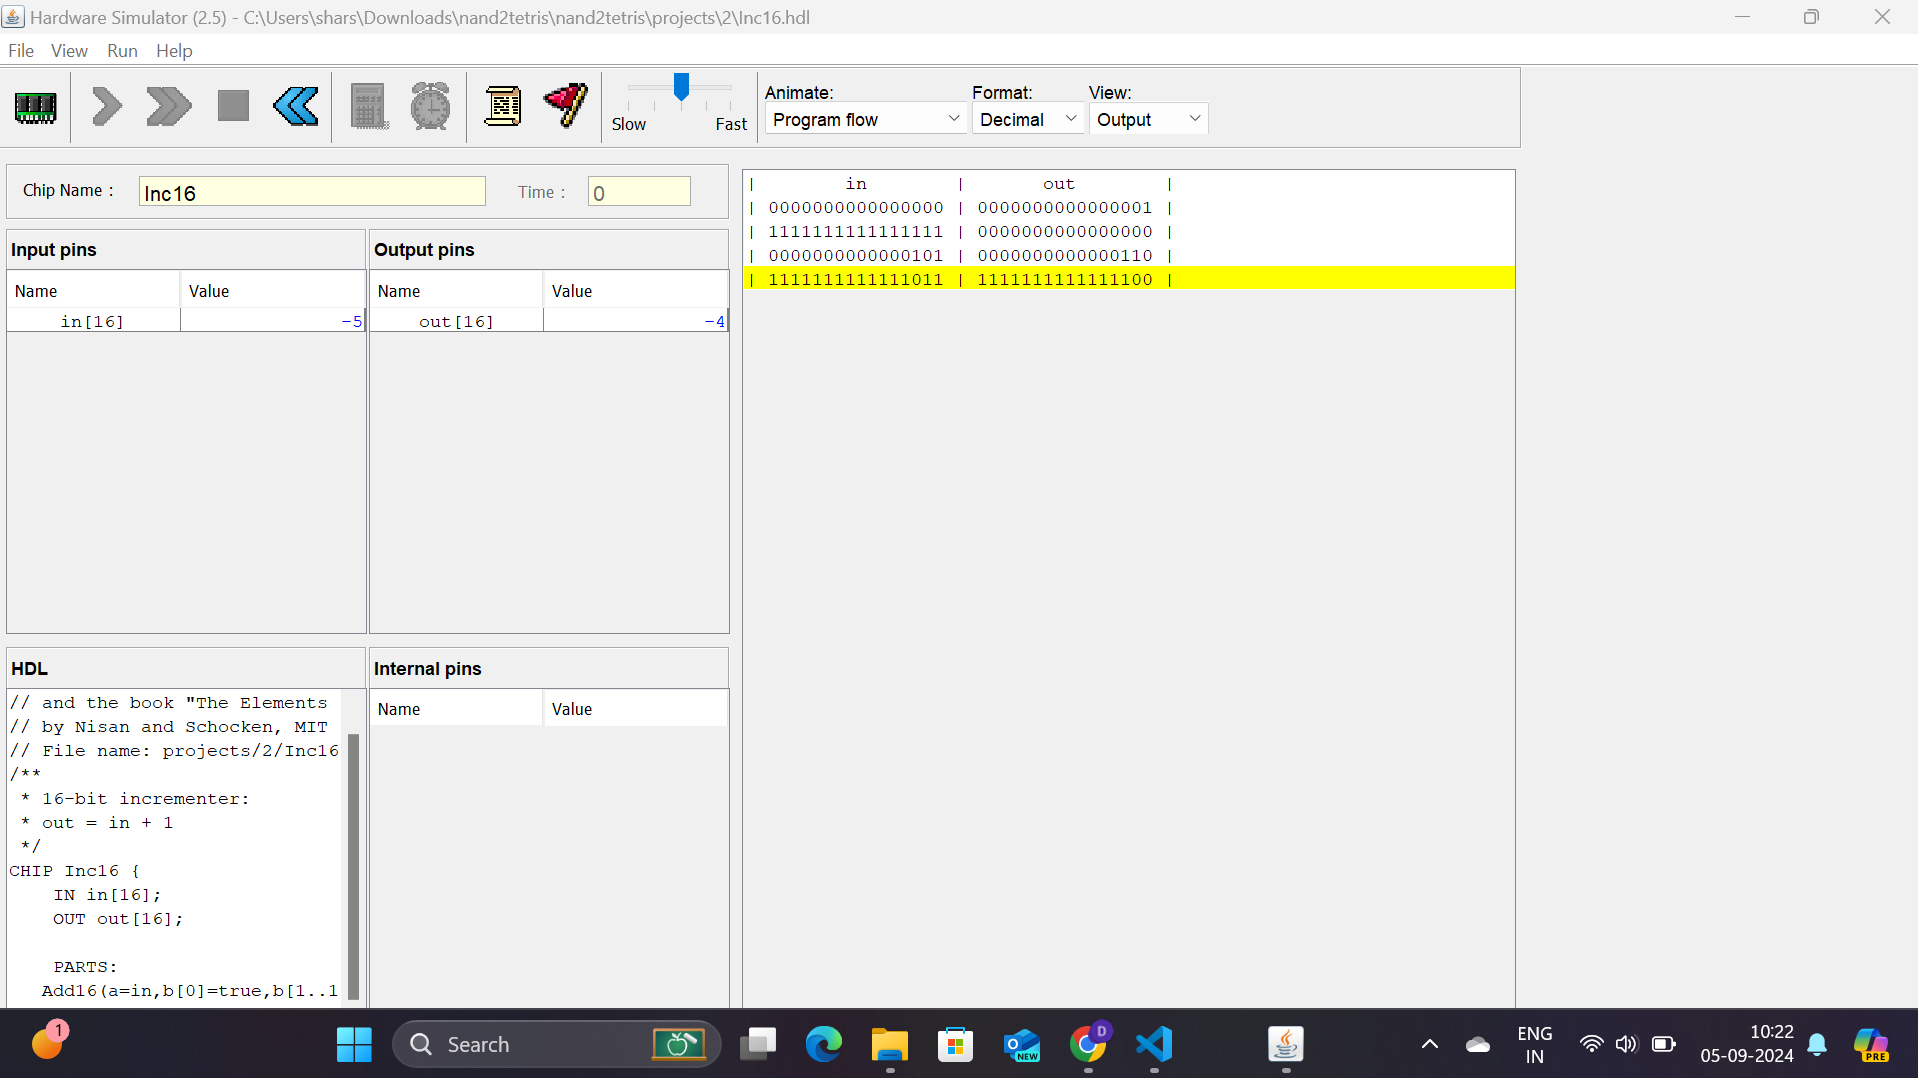 Hardware Simulator (2.5) - C:\Users\shars\Downloads\nand2tetris\nand2tetris\projects\2\Inc16.hdl
File View Run Help
Slow Fast
Animate: Format: View:
Program flow Decimal Output
Chip Name : Inc16 Time : 0
Input pins
Name Value
in[16] -5
Output pins
Name Value
out[16] -4
| in | out |
| 0000000000000000 | 0000000000000001 |
| 1111111111111111 | 0000000000000000 |
| 0000000000000101 | 0000000000000110 |
| 1111111111111011 | 1111111111111100 |
HDL
// and the book "The Elements
// by Nisan and Schocken, MIT
// File name: projects/2/Inc16
/**
* 16-bit incrementer:
* out = in + 1
*/
CHIP Inc16 {
IN in[16];
OUT out[16];
PARTS:
Add16(a=in,b[0]=true,b[1..1
Internal pins
Name Value
1
Search
NEW
D
ENG
IN
10:22
05-09-2024
PRE